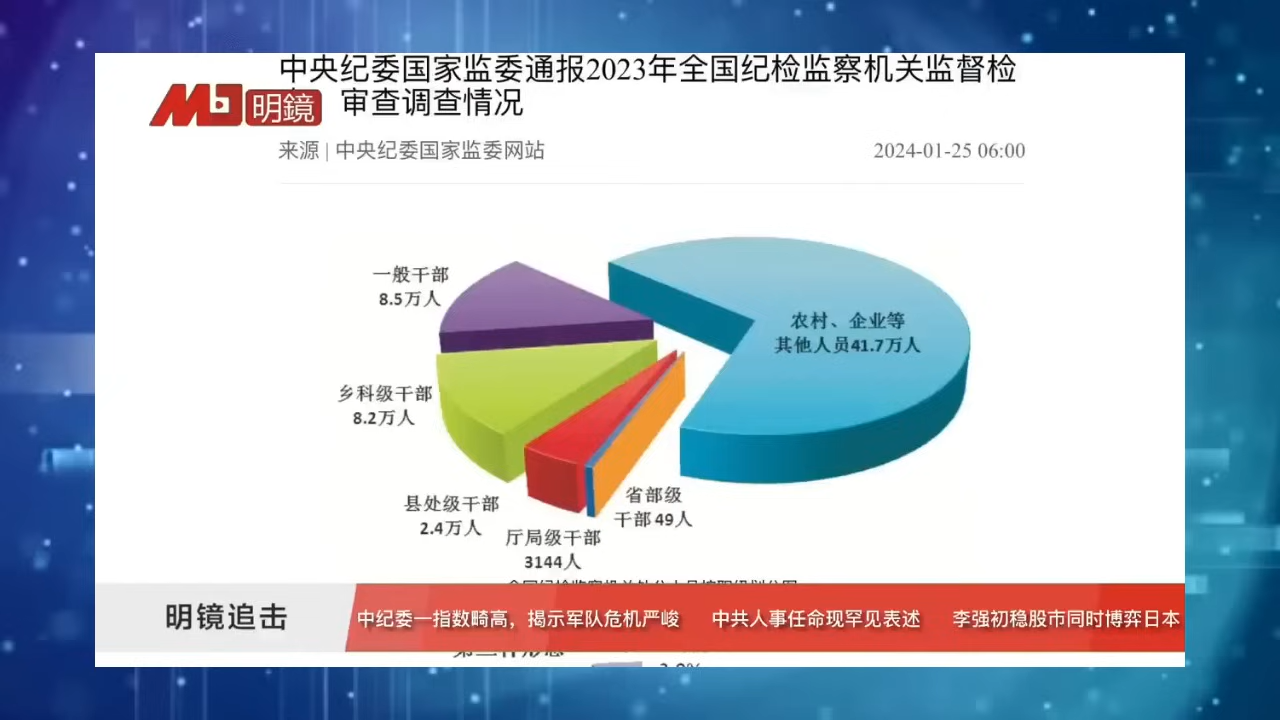 中央纪委国家监委通报2023年全国纪检监察机关监督检
审查调查情况
明鏡
来源 | 中央纪委国家监委网站
2024-01-25 06:00
一般干部
8.5万人
农村、企业等
其他人员41.7万人
乡科级干部
8.2万人
县处级干部
2.4万人
厅局级干部
3144人
省部级
干部49人
明镜追击
中纪委一指数畸高，揭示军队危机严峻 中共人事任命现罕见表述 李强初稳股市同时博弈日本